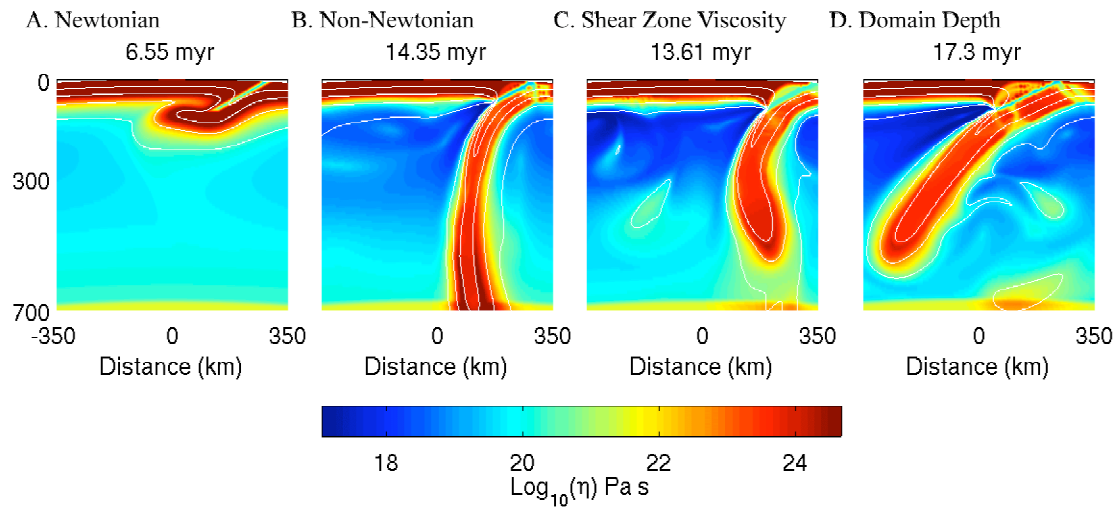 A. Newtonian
B. Non-Newtonian
C. Shear Zone Viscosity
D. Domain Depth
6.55 myr
14.35 myr
13.61 myr
17.3 myr
0
300
700
-350 0 350
0 350
0 350
0 350
Distance (km)
Distance (km)
Distance (km)
Distance (km)
18 20 22 24
Log10(η) Pa s